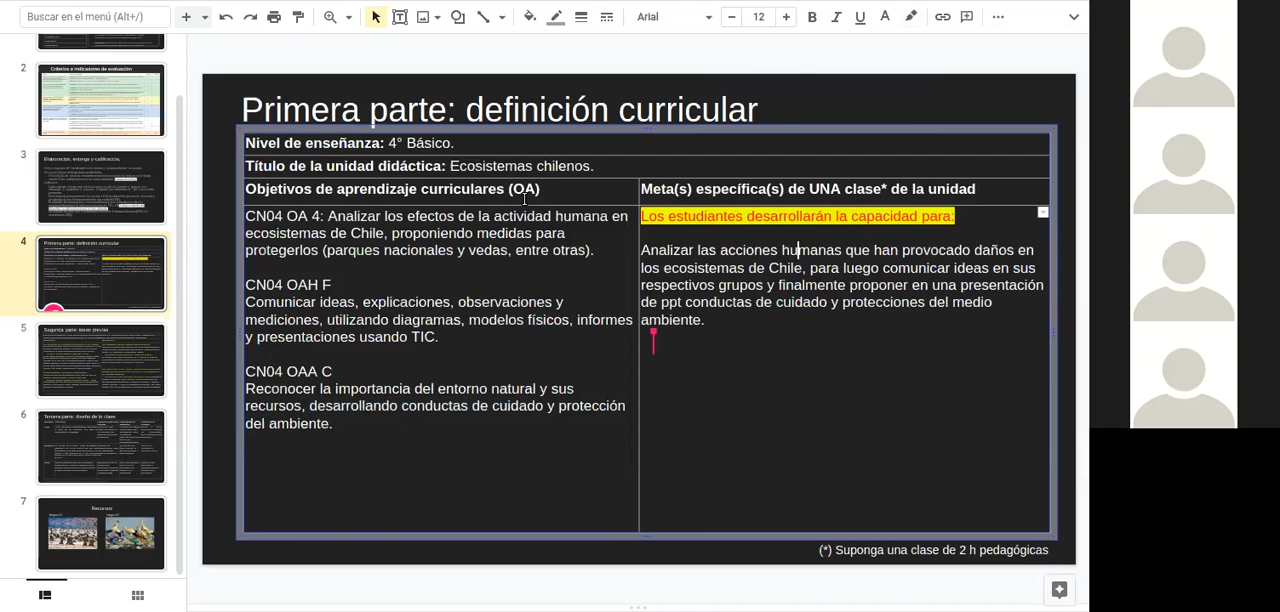 Buscar en el menú (Alt+/)
Arial
12
2
Criterios e indicadores de evaluación
3
Elaboración, entrega y calificación.
4
Primera parte: definición curricular
5
Segunda parte: ideas previas
6
Tercera parte: diseño de la clase
7
Recursos
Primera parte: definición curricular
Nivel de enseñanza: 4° Básico.
Título de la unidad didáctica: Ecosistemas chilenos.
Objetivos de aprendizaje curriculares (OA)
CN04 OA 4: Analizar los efectos de la actividad humana en
ecosistemas de Chile, proponiendo medidas para
protegerlos (parques nacionales y vedas, entre otras).
CN04 OAH F
Comunicar ideas, explicaciones, observaciones y
mediciones, utilizando diagramas, modelos físicos, informes
y presentaciones usando TIC.
CN04 OAA C
Reconocer la importancia del entorno natural y sus
recursos, desarrollando conductas de cuidado y protección
del ambiente.
Meta(s) específica(s) de UNA clase* de la unidad
Los estudiantes desarrollarán la capacidad para:
Analizar las acciones humanas que han provocado daños en
los ecosistemas de Chile, para luego comunicar ideas en sus
respectivos grupos y finalmente proponer en una presentación
de ppt conductas de cuidado y protecciones del medio
ambiente.
(*) Suponga una clase de 2 h pedagógicas